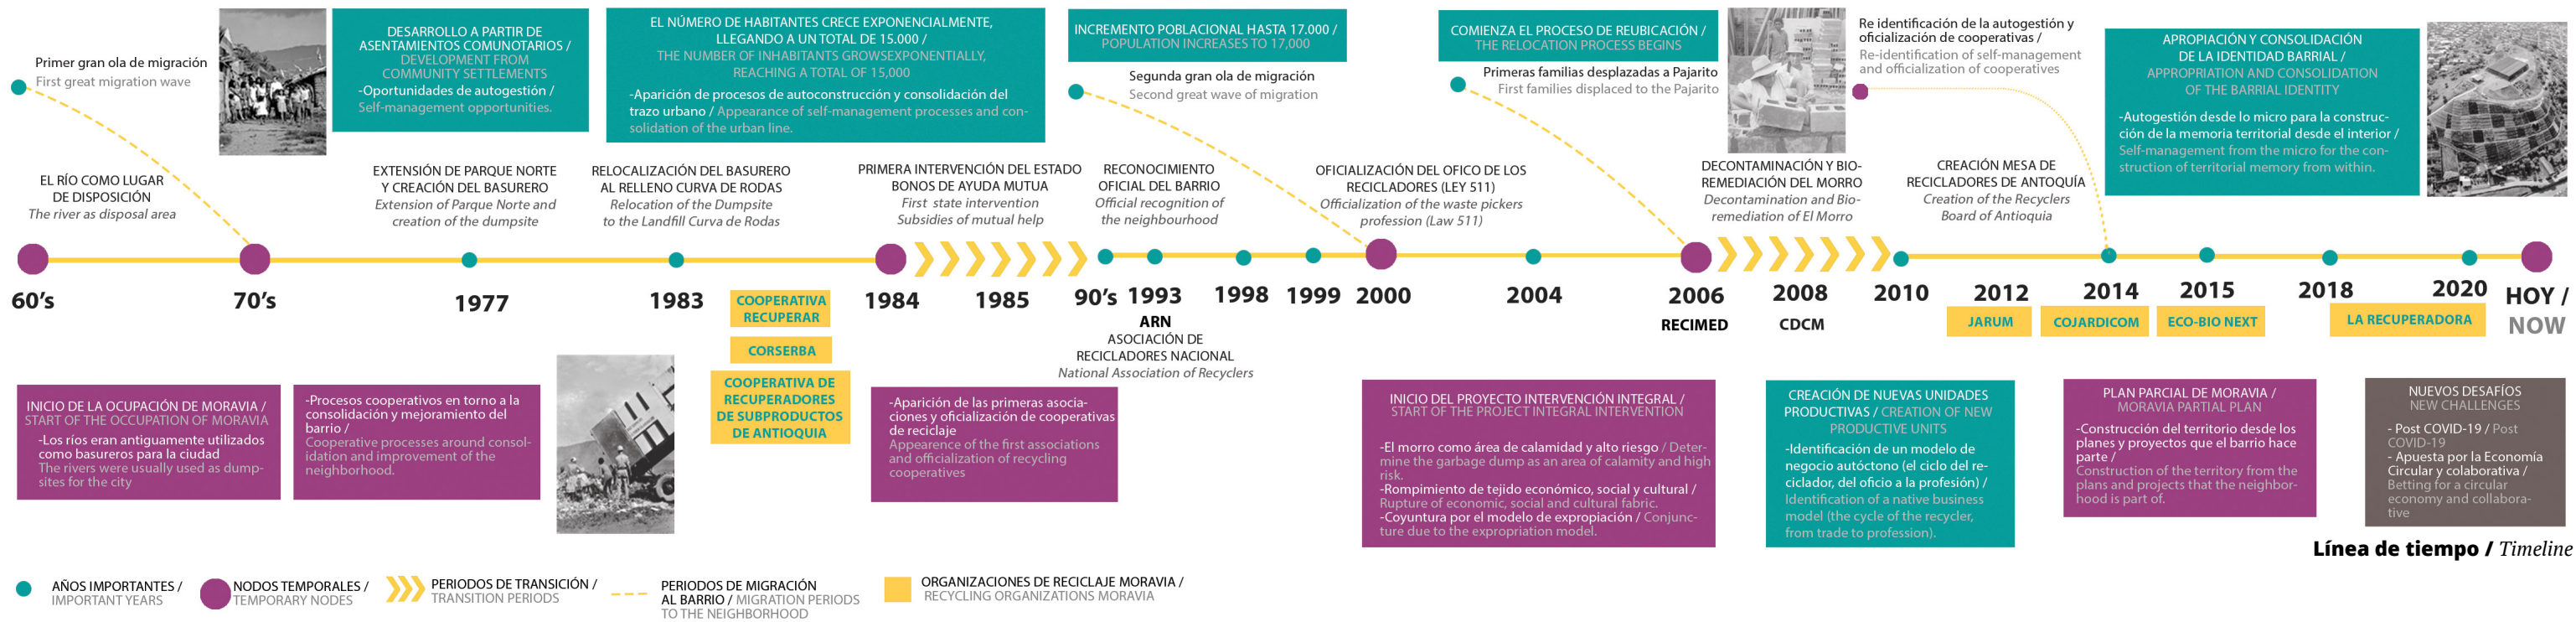 Primer gran ola de migración
First great migration wave
DESARROLLO A PARTIR DE
ASENTAMIENTOS COMUNOTARIOS /
DEVELOPMENT FROM
COMMUNITY SETTLEMENTS
-Oportunidades de autogestión /
Self-management opportunities.
EL NÚMERO DE HABITANTES CRECE EXPONENCIALMENTE,
LLEGANDO A UN TOTAL DE 15.000 /
THE NUMBER OF INHABITANTS GROWSEXPONENTIALLY,
REACHING A TOTAL OF 15,000
-Aparición de procesos de autoconstrucción y consolidación del
trazo urbano / Appearance of self-management processes and con-
solidation of the urban line.
INCREMENTO POBLACIONAL HASTA 17.000 /
POPULATION INCREASES TO 17,000
Segunda gran ola de migración
Second great wave of migration
COMIENZA EL PROCESO DE REUBICACIÓN /
THE RELOCATION PROCESS BEGINS
Primeras familias desplazadas a Pajarito
First families displaced to the Pajarito
Re identificación de la autogestión y
oficialización de cooperativas /
Re-identification of self-management
and officialization of cooperatives
APROPIACIÓN Y CONSOLIDACIÓN
DE LA IDENTIDAD BARRIAL /
APPROPRIATION AND CONSOLIDATION
OF THE BARRIAL IDENTITY
-Autogestión desde lo micro para la construc-
ción de la memoria territorial desde el interior /
Self-management from the micro for the con-
struction of territorial memory from within.
EL RÍO COMO LUGAR
DE DISPOSICIÓN
The river as disposal area
EXTENSIÓN DE PARQUE NORTE
Y CREACIÓN DEL BASURERO
Extension of Parque Norte and
creation of the dumpsite
RELOCALIZACIÓN DEL BASURERO
AL RELLENO CURVA DE RODAS
Relocation of the Dumpsite
to the Landfill Curva de Rodas
PRIMERA INTERVENCIÓN DEL ESTADO
BONOS DE AYUDA MUTUA
First state intervention
Subsidies of mutual help
RECONOCIMIENTO
OFICIAL DEL BARRIO
Official recognition of
the neighbourhood
OFICIALIZACIÓN DEL OFICO DE LOS
RECICLADORES (LEY 511)
Officialization of the waste pickers
profession (Law 511)
DECONTAMINACIÓN Y BIO-
REMEDIACIÓN DEL MORRO
Decontamination and Bio-
remediation of El Morro
CREACIÓN MESA DE
RECICLADORES DE ANTOQUÍA
Creation of the Recyclers
Board of Antioquia
60's
70's
1977
1983
1984
1985
90's
1993
1998
1999
2000
2004
2006
2008
2010
2012
2014
2015
2018
2020
HOY /
NOW
COOPERATIVA
RECUPERAR
CORSERBA
COOPERATIVA DE
RECUPERADORES
DE SUBPRODUCTOS
DE ANTIOQUIA
ARN
ASOCIACIÓN DE
RECICLADORES NACIONAL
National Association of Recyclers
RECIMED
CDCM
JARUM
COJARDICOM
ECO-BIO NEXT
LA RECUPERADORA
INICIO DE LA OCUPACIÓN DE MORAVIA /
START OF THE OCCUPATION OF MORAVIA
-Los ríos eran antiguamente utilizados
como basureros para la ciudad
The rivers were usually used as dump-
sites for the city
-Procesos cooperativos en torno a la
consolidación y mejoramiento del
barrio /
Cooperative processes around consol-
idation and improvement of the
neighborhood.
-Aparición de las primeras asocia-
ciones y oficialización de cooperativas
de reciclaje
Appearence of the first associations
and officialization of recycling
cooperatives
INICIO DEL PROYECTO INTERVENCIÓN INTEGRAL /
START OF THE PROJECT INTEGRAL INTERVENTION
-El morro como área de calamidad y alto riesgo / Deter-
mine the garbage dump as an area of calamity and high
risk.
-Rompimiento de tejido económico, social y cultural /
Rupture of economic, social and cultural fabric.
-Coyuntura por el modelo de expropiación / Conjunc-
ture due to the expropriation model.
CREACIÓN DE NUEVAS UNIDADES
PRODUCTIVAS / CREATION OF NEW
PRODUCTIVE UNITS
-Identificación de un modelo de
negocio autóctono (el ciclo del re-
ciclador, del oficio a la profesión) /
Identification of a native business
model (the cycle of the recycler,
from trade to profession).
PLAN PARCIAL DE MORAVIA /
MORAVIA PARTIAL PLAN
-Construcción del territorio desde los
planes y proyectos que el barrio hace
parte /
Construction of the territory from the
plans and projects that the neighbor-
hood is part of.
NUEVOS DESAFÍOS
NEW CHALLENGES
- Post COVID-19 / Post
COVID-19
- Apuesta por la Economía
Circular y colaborativa /
Betting for a circular
economy and collabora-
tive
Línea de tiempo / Timeline
AÑOS IMPORTANTES /
IMPORTANT YEARS
NODOS TEMPORALES /
TEMPORARY NODES
PERIODOS DE TRANSICIÓN /
TRANSITION PERIODS
PERIODOS DE MIGRACIÓN
AL BARRIO / MIGRATION PERIODS
TO THE NEIGHBORHOOD
ORGANIZACIONES DE RECICLAJE MORAVIA /
RECYCLING ORGANIZATIONS MORAVIA